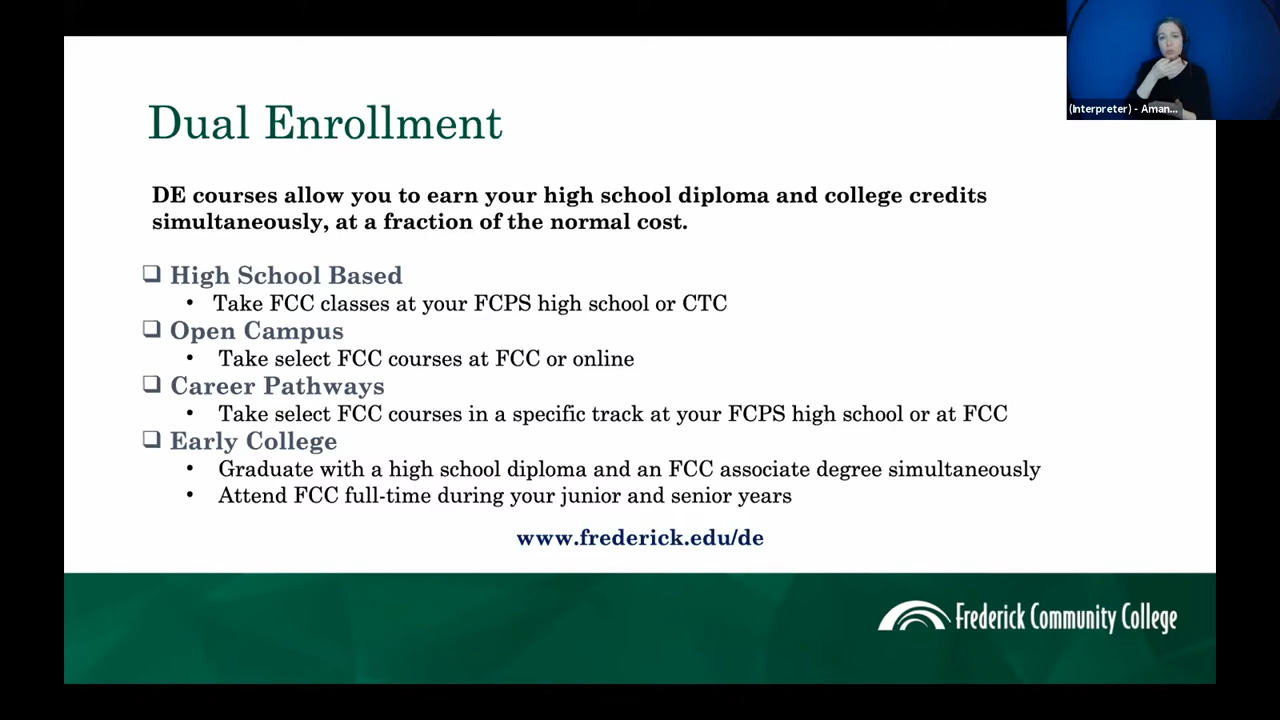 (Interpreter) - Aman...
Dual Enrollment
DE courses allow you to earn your high school diploma and college credits
simultaneously, at a fraction of the normal cost.
❑ High School Based
• Take FCC classes at your FCPS high school or CTC
❑ Open Campus
• Take select FCC courses at FCC or online
❑ Career Pathways
• Take select FCC courses in a specific track at your FCPS high school or at FCC
❑ Early College
• Graduate with a high school diploma and an FCC associate degree simultaneously
• Attend FCC full-time during your junior and senior years
www.frederick.edu/de
Frederick Community College